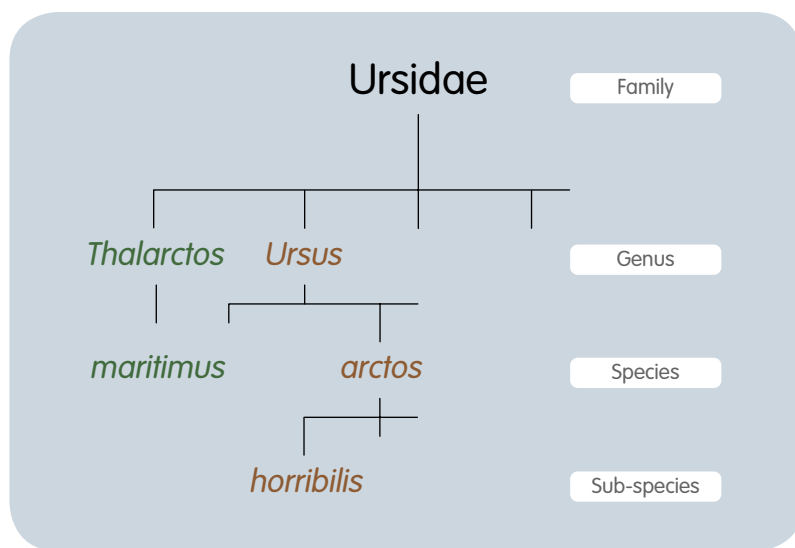 Ursidae Family
Thalarctos Ursus Genus
maritimus arctos Species
horribilis Sub-species